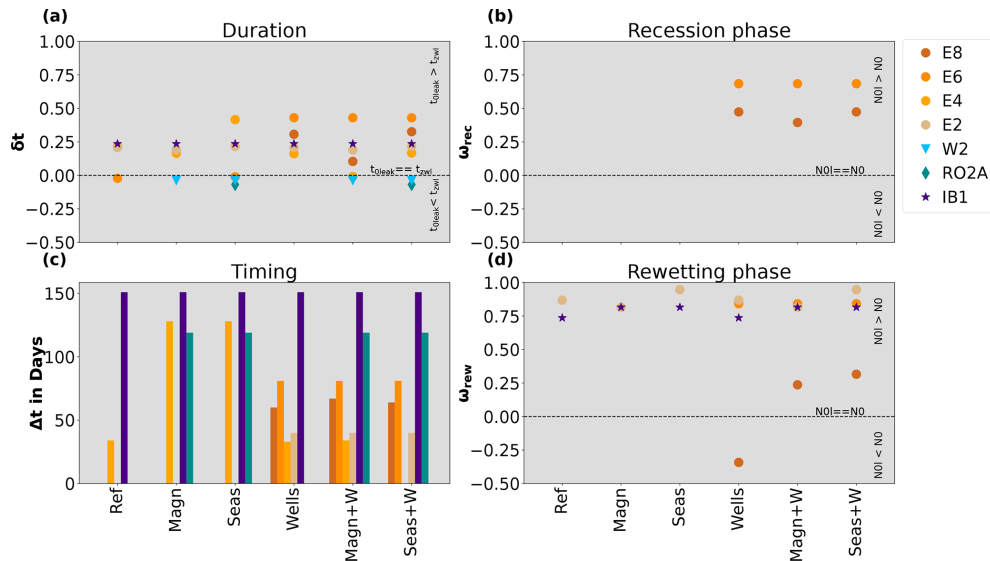 (a)
Duration
1.00
0.75
0.50
0.25
0.00
−0.25
−0.50
δt
t0leak > tzwl
t0leak== tzwl
t0leak< tzwl
(b)
Recession phase
1.00
0.75
0.50
0.25
0.00
−0.25
−0.50
ωrec
N0l > N0
N0l==N0
N0l < N0
E8
E6
E4
E2
W2
RO2A
IB1
(c)
Timing
150
100
50
0
Δt in Days
Ref
Magn
Seas
Wells
Magn+W
Seas+W
(d)
Rewetting phase
1.00
0.75
0.50
0.25
0.00
−0.25
−0.50
ωrew
N0l > N0
N0l==N0
N0l < N0
Ref
Magn
Seas
Wells
Magn+W
Seas+W